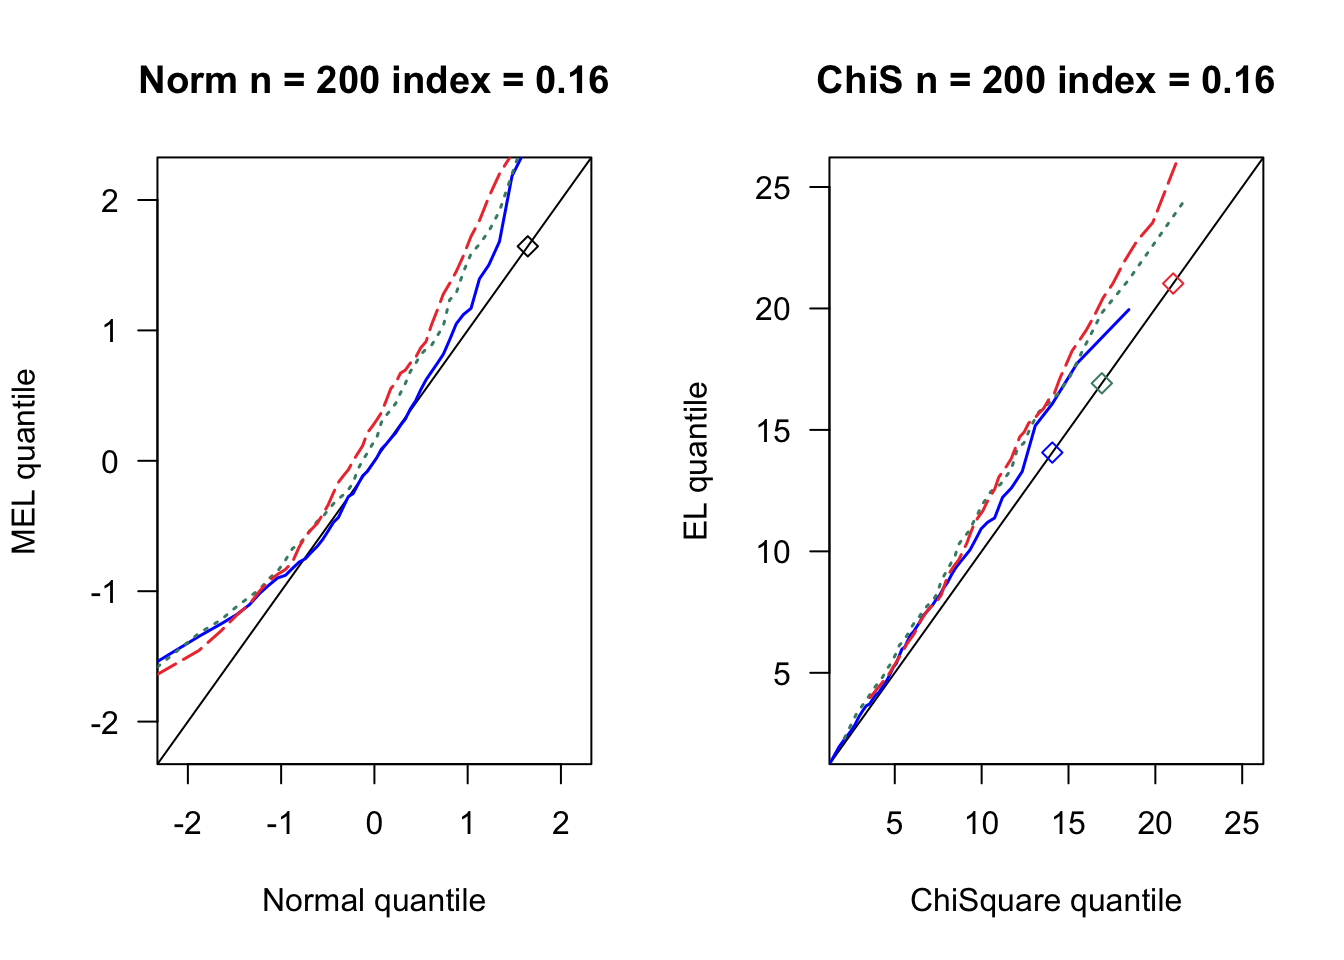 Norm n = 200 index = 0.16
MEL quantile
2
1
0
-1
-2
-2 -1 0 1 2
Normal quantile
ChiS n = 200 index = 0.16
EL quantile
25
20
15
10
5
5 10 15 20 25
ChiSquare quantile